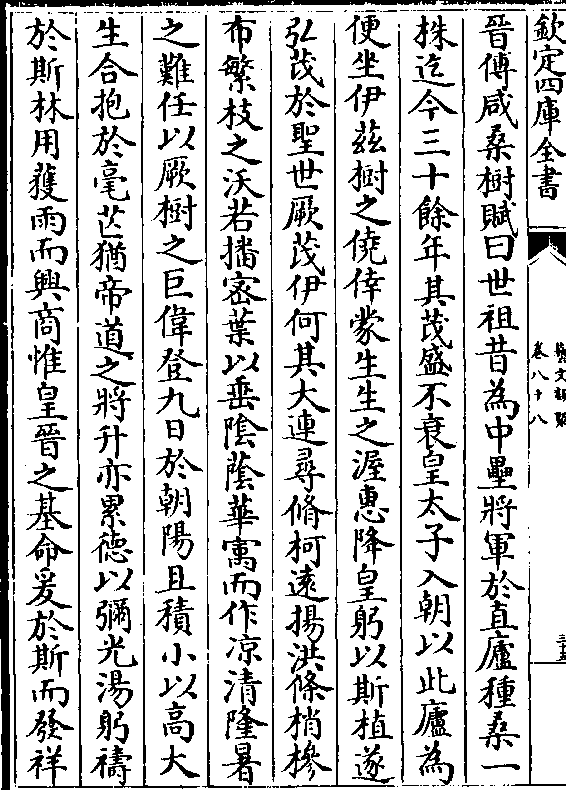 欽定四庫全書
藝文類聚
卷八十八
晉傅咸桑樹賦曰世祖昔為中壘將軍於直廬種桑一
株迄今三十餘年其茂盛不衰皇太子入朝以此廬為
便坐伊茲樹之僥倖蒙生生之渥惠降皇躬以斯植遂
弘茂於聖世厥茂伊何其大連尋脩柯遠揚洪條梢槮
布繁枝之沃若播密葉以垂陰蔭華㝢而作凉清隆暑
之難任以厥樹之巨偉登九日於朝陽且積小以高大
生合抱於毫芒猶帝道之將升亦累德以彌光湯躬禱
於斯林用獲雨而興商惟皇晉之基命爰於斯而發祥